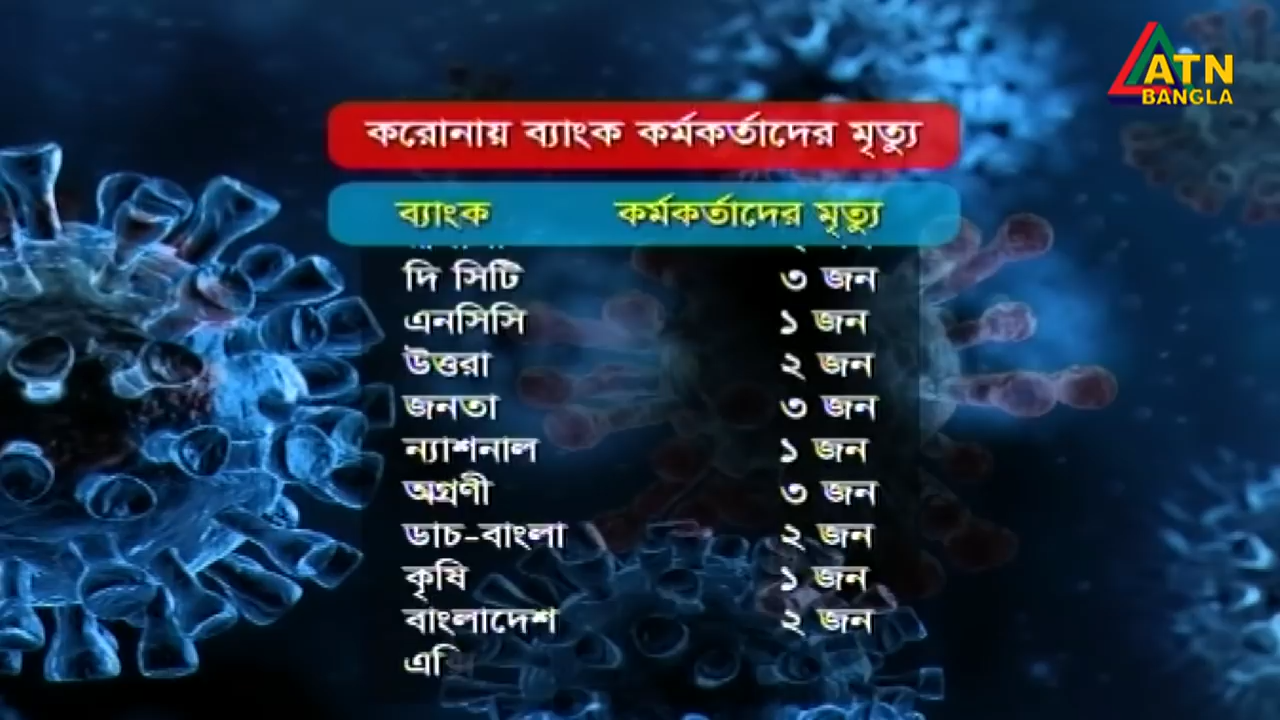 ATN
BANGLA
করোনায় ব্যাংক কর্মকর্তাদের মৃত্যু
ব্যাংক কর্মকর্তাদের মৃত্যু
দি সিটি ৩ জন
এনসিসি ১ জন
উত্তরা ২ জন
জনতা ৩ জন
ন্যাশনাল ১ জন
অগ্রণী ৩ জন
ডাচ-বাংলা ২ জন
কৃষি ১ জন
বাংলাদেশ ২ জন